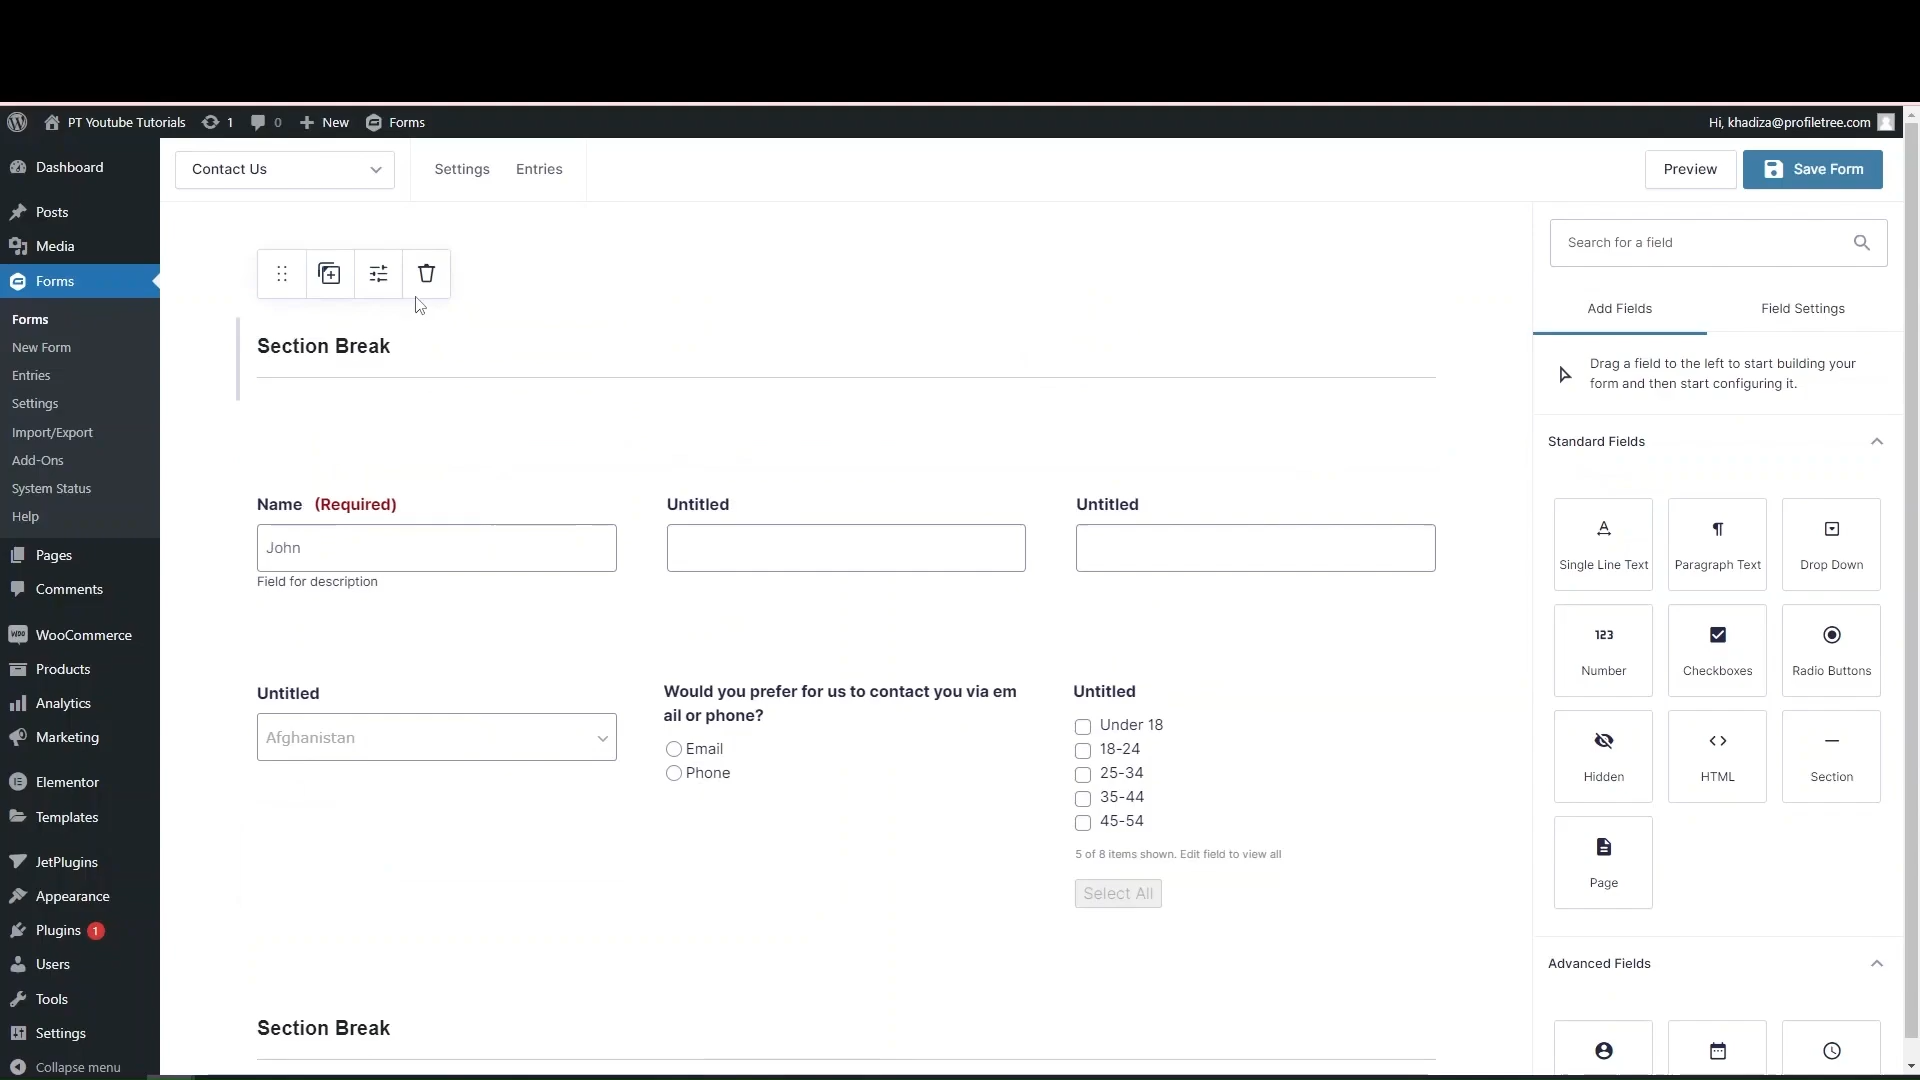 PT Youtube Tutorials 1 0 New Forms Hi, khadiza@profiletree.com
Dashboard
Posts
Media
Forms
Forms
New Form
Entries
Settings
Import/Export
Add-Ons
System Status
Help
Pages
Comments
WooCommerce
Products
Analytics
Marketing
Elementor
Templates
JetPlugins
Appearance
Plugins 1
Users
Tools
Settings
Collapse menu
Contact Us Settings Entries Preview Save Form
Section Break
Name (Required) Untitled Untitled
John
Field for description
Untitled
Afghanistan
Would you prefer for us to contact you via em
ail or phone?
Email
Phone
Untitled
Under 18
18-24
25-34
35-44
45-54
5 of 8 items shown. Edit field to view all
Select All
Section Break
Search for a field
Add Fields Field Settings
Drag a field to the left to start building your
form and then start configuring it.
Standard Fields
Single Line Text Paragraph Text Drop Down
123
Number Checkboxes Radio Buttons
Hidden HTML Section
Page
Advanced Fields